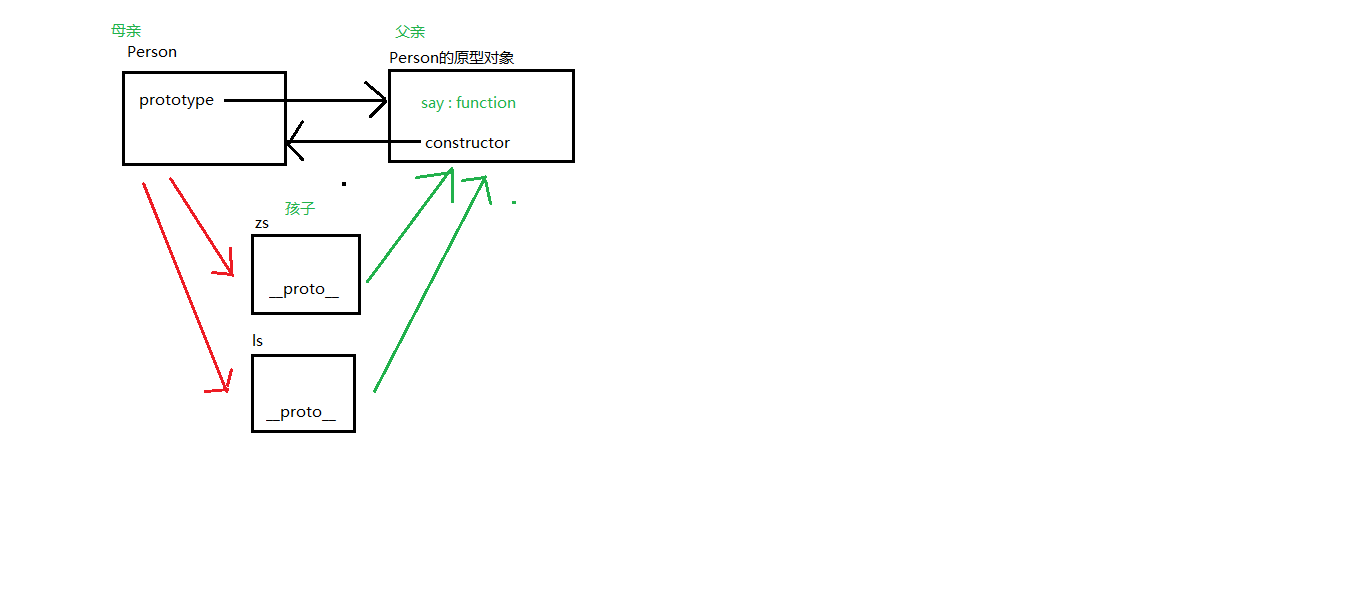 母亲
父亲
Person
Person的原型对象
prototype
say : function
constructor
孩子
zs
__proto__
ls
__proto__